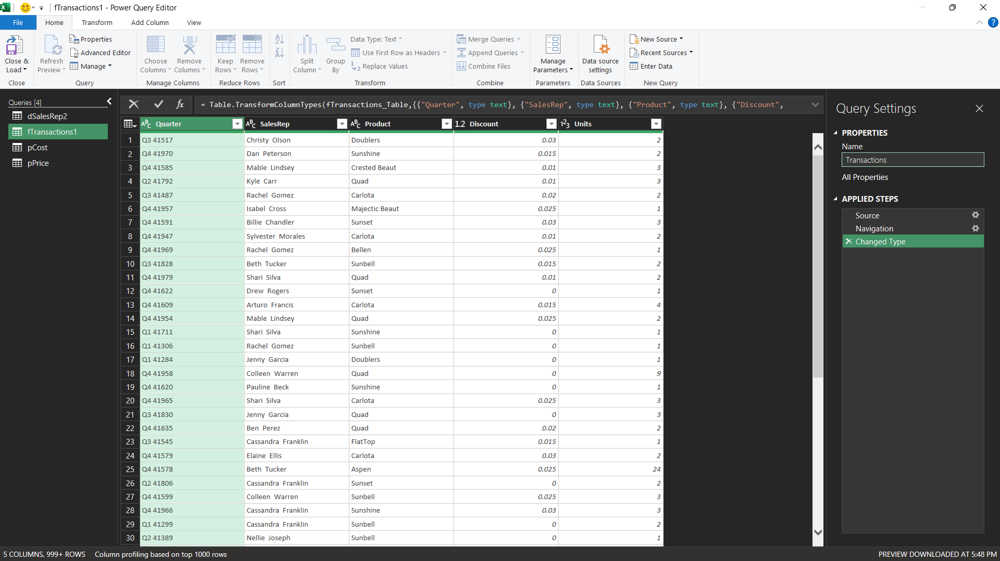 fTransactions1 - Power Query Editor
File Home Transform Add Column View
Close & Load
Close
Refresh Preview
Properties
Advanced Editor
Manage
Query
Choose Columns
Remove Columns
Manage Columns
Keep Rows
Remove Rows
Reduce Rows
Sort
Split Column
Group By
Data Type: Text
Use First Row as Headers
Replace Values
Transform
Merge Queries
Append Queries
Combine Files
Combine
Manage Parameters
Parameters
Data source settings
Data Sources
New Source
Recent Sources
Enter Data
New Query
Queries [4]
dSalesRep2
fTransactions1
pCost
pPrice
fx = Table.TransformColumnTypes(fTransactions_Table,{{"Quarter", type text}, {"SalesRep", type text}, {"Product", type text}, {"Discount",
Quarter SalesRep Product 1.2 Discount Units
1 Q3 41517 Christy Olson Doublers 0.03 2
2 Q4 41970 Dan Peterson Sunshine 0.015 2
3 Q4 41585 Mable Lindsey Crested Beaut 0.01 3
4 Q2 41792 Kyle Carr Quad 0.01 3
5 Q3 41487 Rachel Gomez Carlota 0.02 2
6 Q4 41957 Isabel Cross Majectic Beaut 0.025 1
7 Q4 41591 Billie Chandler Sunset 0.03 3
8 Q4 41947 Sylvester Morales Carlota 0.01 2
9 Q4 41969 Rachel Gomez Bellen 0.025 1
10 Q3 41828 Beth Tucker Sunbell 0.015 2
11 Q4 41979 Shari Silva Quad 0.01 2
12 Q4 41622 Drew Rogers Sunset 0 1
13 Q4 41609 Arturo Francis Carlota 0.015 4
14 Q4 41954 Mable Lindsey Quad 0.025 2
15 Q1 41711 Shari Silva Sunshine 0 1
16 Q1 41306 Rachel Gomez Sunbell 0 1
17 Q1 41284 Jenny Garcia Doublers 0 1
18 Q4 41958 Colleen Warren Quad 0 9
19 Q4 41620 Pauline Beck Sunshine 0 1
20 Q4 41965 Shari Silva Carlota 0.025 3
21 Q3 41830 Jenny Garcia Quad 0 3
22 Q4 41635 Ben Perez Quad 0.02 2
23 Q3 41545 Cassandra Franklin FlatTop 0.015 1
24 Q4 41579 Elaine Ellis Carlota 0.03 2
25 Q4 41578 Beth Tucker Aspen 0.025 24
26 Q2 41806 Cassandra Franklin Sunset 0 2
27 Q4 41599 Colleen Warren Sunbell 0.025 3
28 Q4 41966 Cassandra Franklin Sunshine 0.03 3
29 Q1 41299 Cassandra Franklin Sunbell 0 2
30 Q2 41389 Nellie Joseph Sunbell 0 1
Query Settings
PROPERTIES
Name
Transactions
All Properties
APPLIED STEPS
Source
Navigation
Changed Type
5 COLUMNS, 999+ ROWS Column profiling based on top 1000 rows
PREVIEW DOWNLOADED AT 5:48 PM